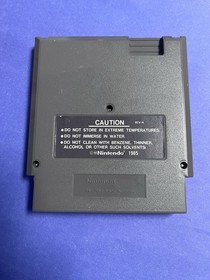 CAUTION
•DO NOT STORE IN EXTREME TEMPERATURES.
•DO NOT IMMERSE IN WATER.
•DO NOT CLEAN WITH BENZENE, THINNER,
ALCOHOL OR OTHER SUCH SOLVENTS.
Nintendo 1985